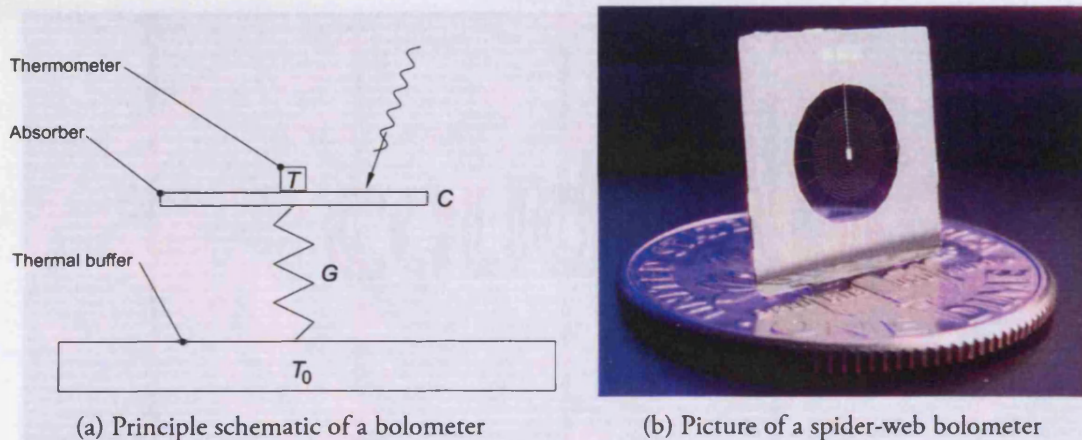 Thermometer
T
Absorber
C
Thermal buffer
G
T0
(a) Principle schematic of a bolometer
(b) Picture of a spider-web bolometer